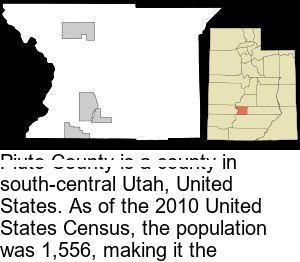 Piute County is a county in
south-central Utah, United
States. As of the 2010 United
States Census, the population
was 1,556, making it the